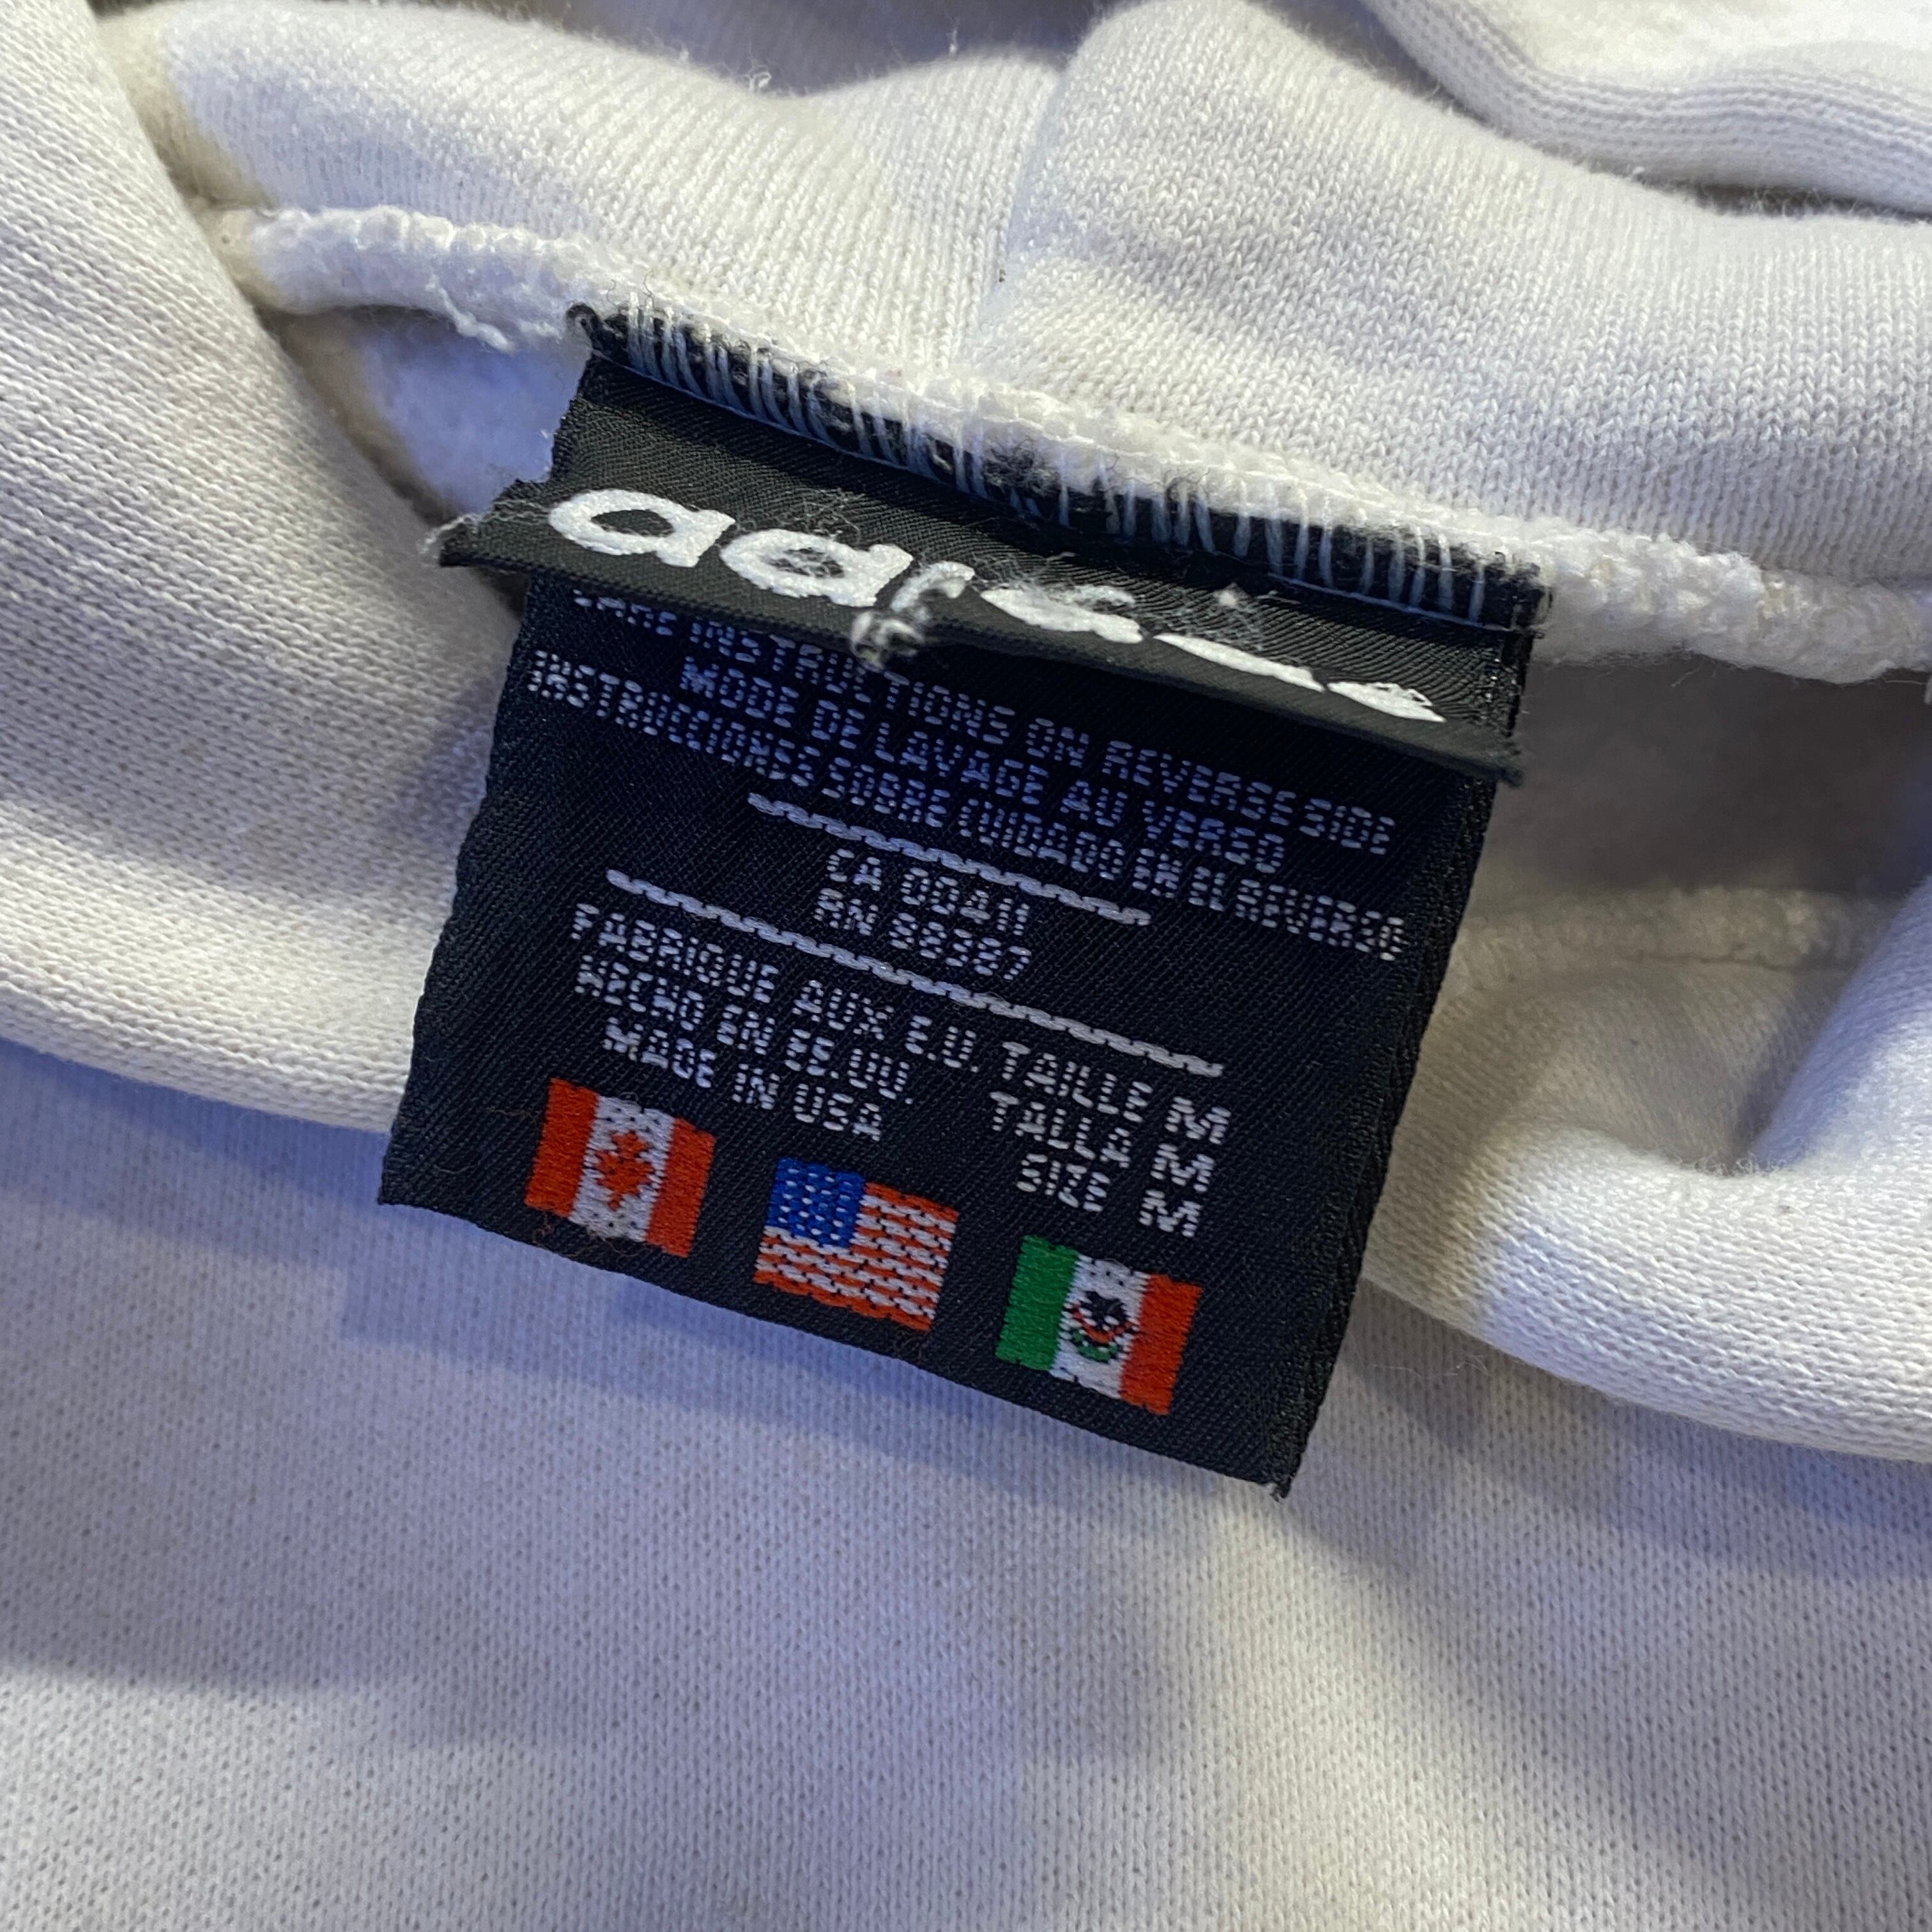 CARE INSTRUCTIONS ON REVERSE SIDE
MODE DE LAVAGE AU VERSO
INSTRUCCIONES SOBRE CUIDADO EN EL REVERSO
CA 00411
RN 88387
FABRIQUE AUX E.U. TAILLE M
HECHO EN EE.UU. TALLA M
MADE IN USA SIZE M